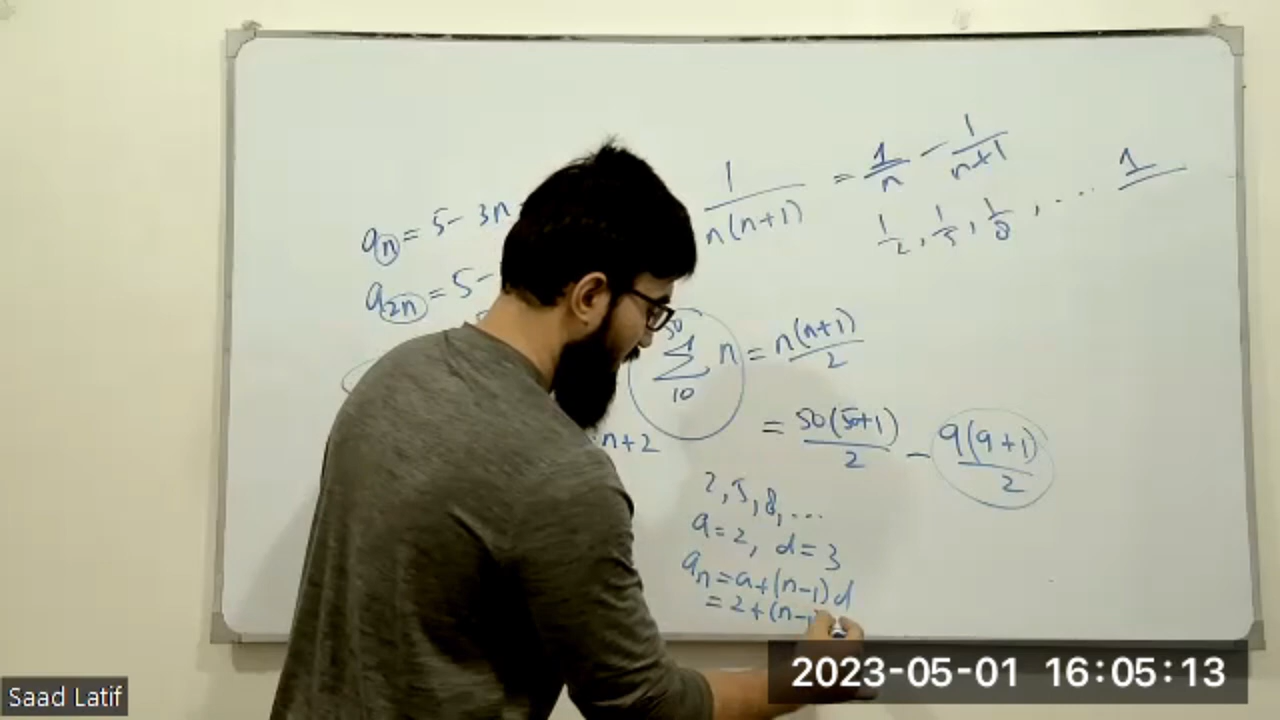 1/(n(n+1)) = 1/n - 1/(n+1)
1/2, 1/5, 1/8, ... 1
aₙ = 5 - 3n
a₂ₙ = 5 -
Σ n = n(n+1)/2
10
n+2
= 50(50+1)/2 - 9(9+1)/2
2, 5, 8, ...
a = 2, d = 3
aₙ = a + (n-1) d
= 2 + (n-1
Saad Latif
2023-05-01 16:05:13